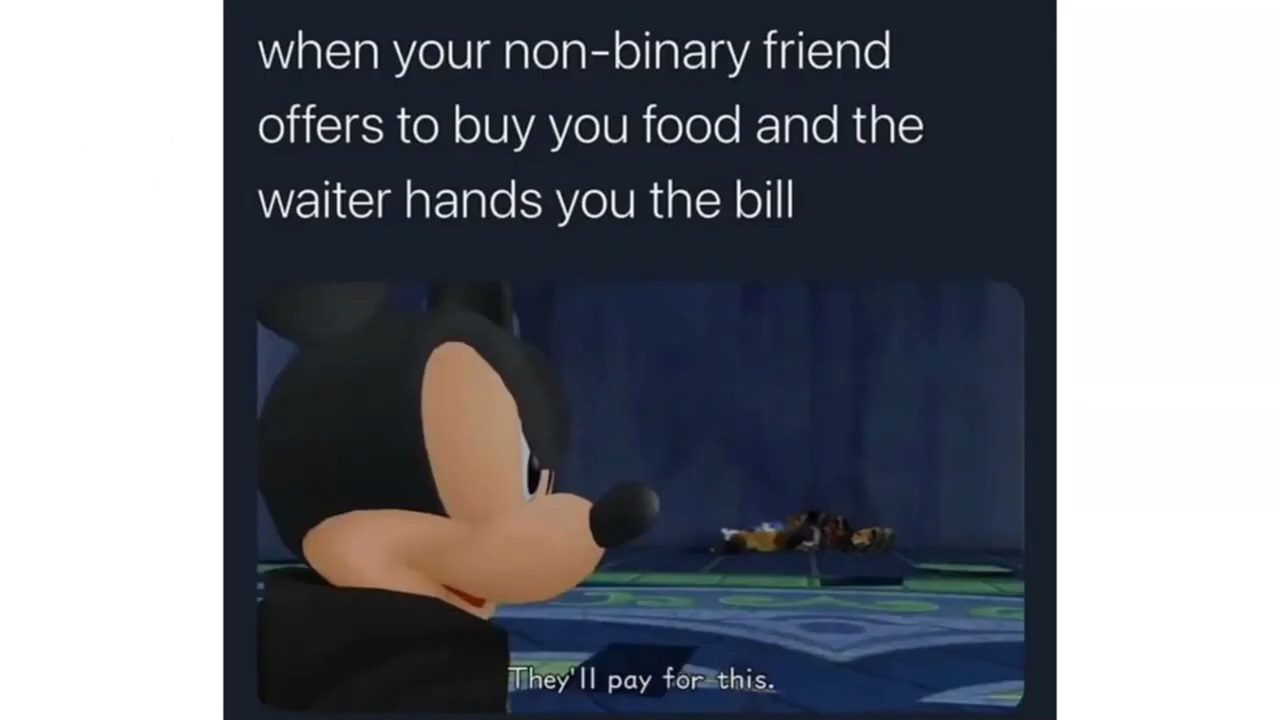 when your non-binary friend
offers to buy you food and the
waiter hands you the bill
They'll pay for this.